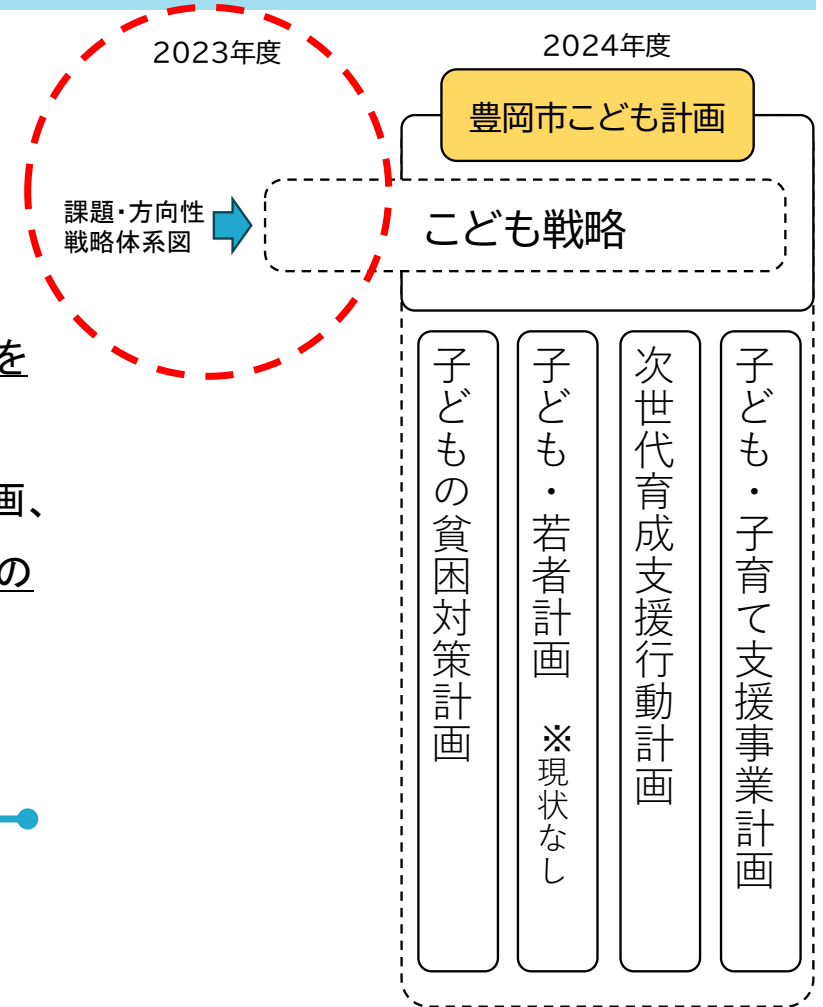 2023年度
2024年度
豊岡市こども計画
課題・方向性
戦略体系図
こども戦略
を
画、
の
子ども・子育て支援事業計画
次世代育成支援行動計画
子ども・若者計画　※現状なし
子どもの貧困対策計画